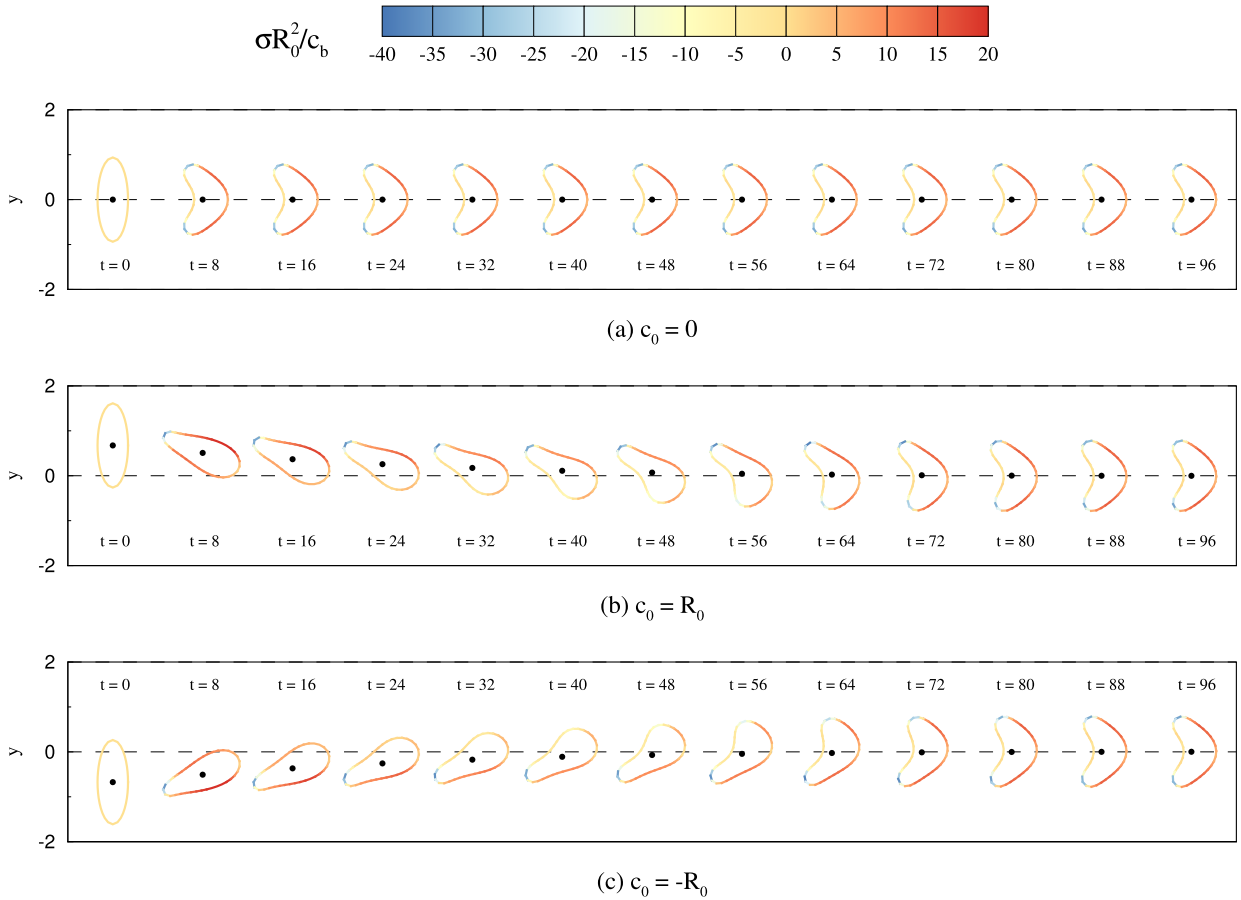 σR₀²/c_b
-40 -35 -30 -25 -20 -15 -10 -5 0 5 10 15 20
2
y 0
t = 0 t = 8 t = 16 t = 24 t = 32 t = 40 t = 48 t = 56 t = 64 t = 72 t = 80 t = 88 t = 96
-2
(a) c₀ = 0
2
y 0
t = 0 t = 8 t = 16 t = 24 t = 32 t = 40 t = 48 t = 56 t = 64 t = 72 t = 80 t = 88 t = 96
-2
(b) c₀ = R₀
2
t = 0 t = 8 t = 16 t = 24 t = 32 t = 40 t = 48 t = 56 t = 64 t = 72 t = 80 t = 88 t = 96
y 0
-2
(c) c₀ = -R₀